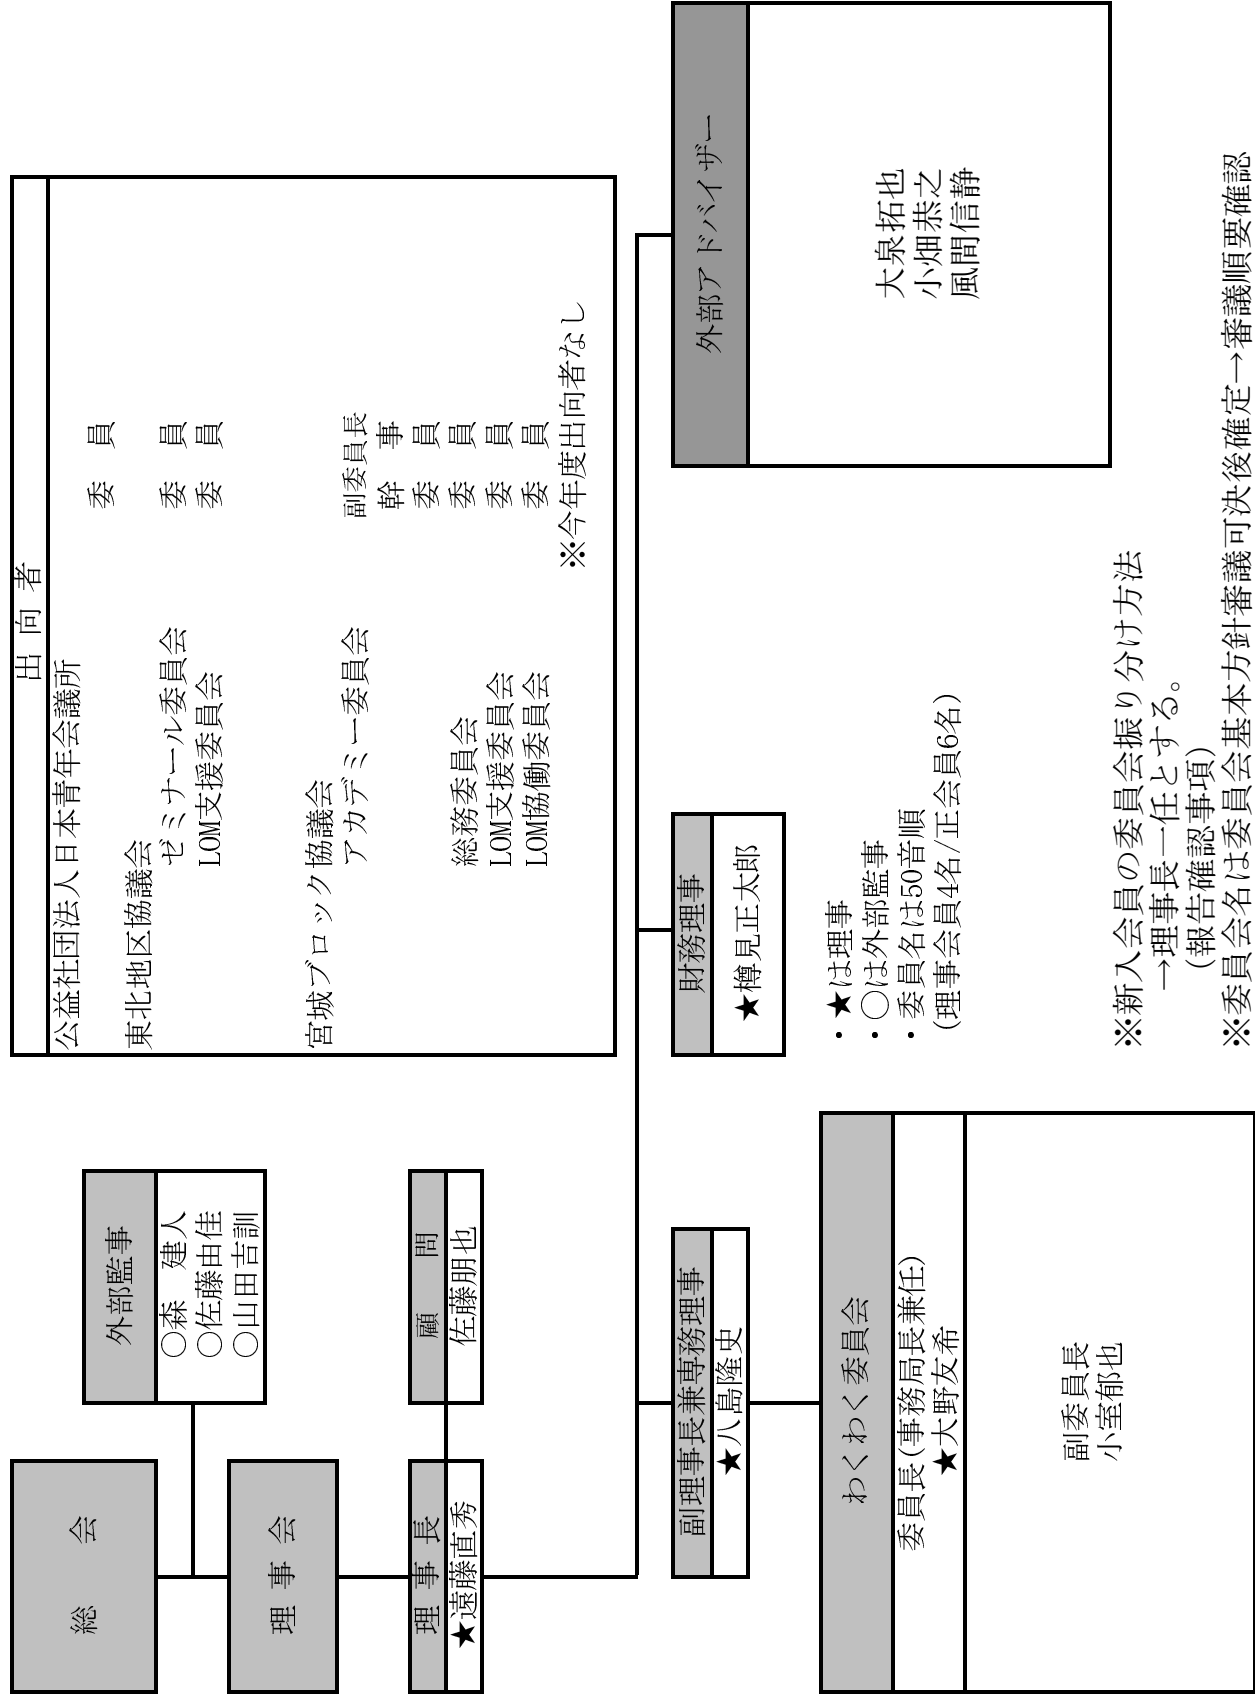 総　　会
外部監事
○森　建人
○佐藤由佳
○山田吉訓
理 事 会
理 事 長
★遠藤直秀
顧　　問
佐藤朋也
出 向 者
公益社団法人日本青年会議所
委　員
東北地区協議会
ゼミナール委員会　委　員
LOM支援委員会　委　員
宮城ブロック協議会
アカデミー委員会　副委員長
幹　事
委　員
総務委員会　委　員
LOM支援委員会　委　員
LOM協働委員会　委　員
※今年度出向者なし
副理事長兼専務理事
★八島隆史
財務理事
★樽見正太郎
外部アドバイザー
大泉拓也
小畑恭之
風間信静
わくわく委員会
委員長(事務局長兼任)
★大野友希
副委員長
小室郁也
・★は理事
・○は外部監事
・委員名は50音順
(理事会員4名/正会員6名)
※新入会員の委員会振り分け方法
→理事長一任とする。
(報告確認事項)
※委員会名は委員会基本方針審議可決後確定→審議順要確認